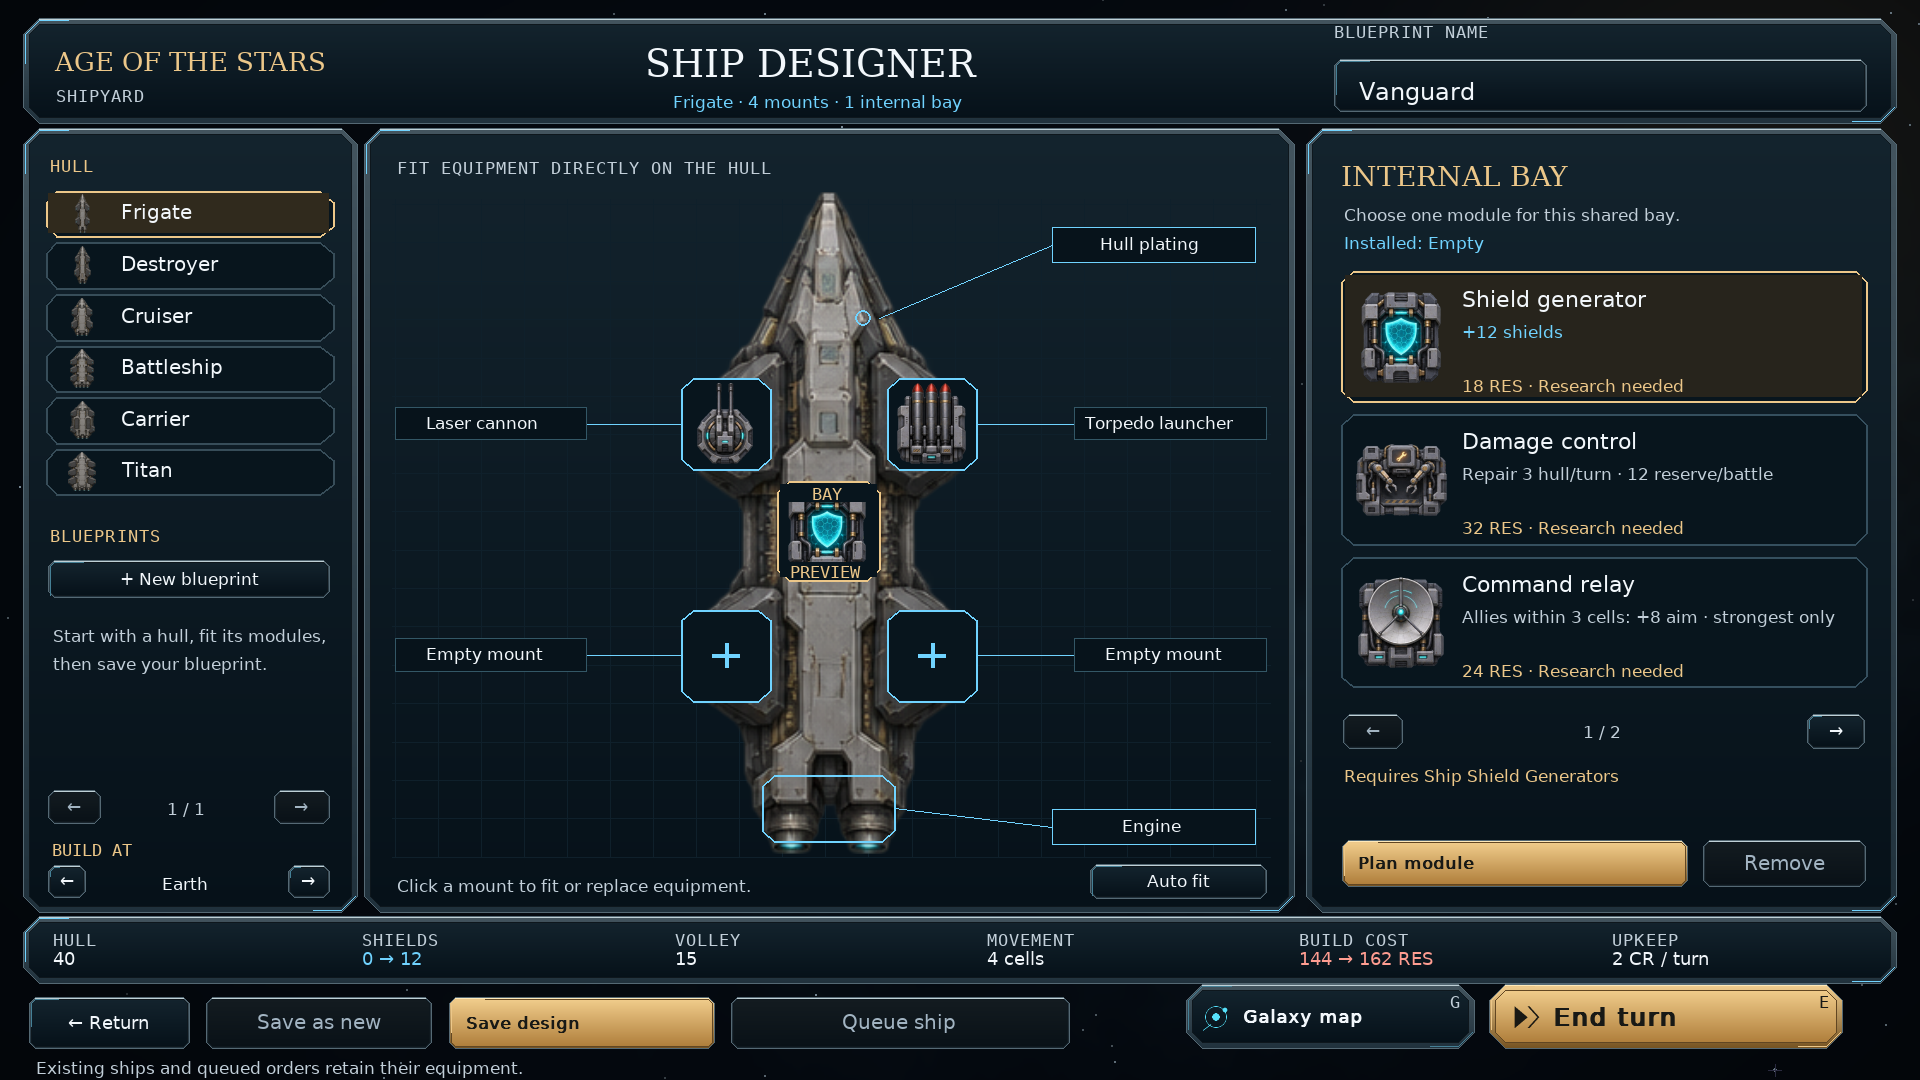 AGE OF THE STARS
SHIPYARD
SHIP DESIGNER
Frigate · 4 mounts · 1 internal bay
BLUEPRINT NAME
Vanguard
HULL
Frigate
Destroyer
Cruiser
Battleship
Carrier
Titan
BLUEPRINTS
+ New blueprint
Start with a hull, fit its modules,
then save your blueprint.
← 1 / 1 →
BUILD AT
← Earth →
FIT EQUIPMENT DIRECTLY ON THE HULL
Hull plating
Laser cannon
Torpedo launcher
BAY
PREVIEW
Empty mount
+
+
Empty mount
Engine
Click a mount to fit or replace equipment.
Auto fit
INTERNAL BAY
Choose one module for this shared bay.
Installed: Empty
Shield generator
+12 shields
18 RES · Research needed
Damage control
Repair 3 hull/turn · 12 reserve/battle
32 RES · Research needed
Command relay
Allies within 3 cells: +8 aim · strongest only
24 RES · Research needed
← 1 / 2 →
Requires Ship Shield Generators
Plan module
Remove
HULL
40
SHIELDS
0 → 12
VOLLEY
15
MOVEMENT
4 cells
BUILD COST
144 → 162 RES
UPKEEP
2 CR / turn
← Return
Save as new
Save design
Queue ship
Galaxy map
G
End turn
E
Existing ships and queued orders retain their equipment.